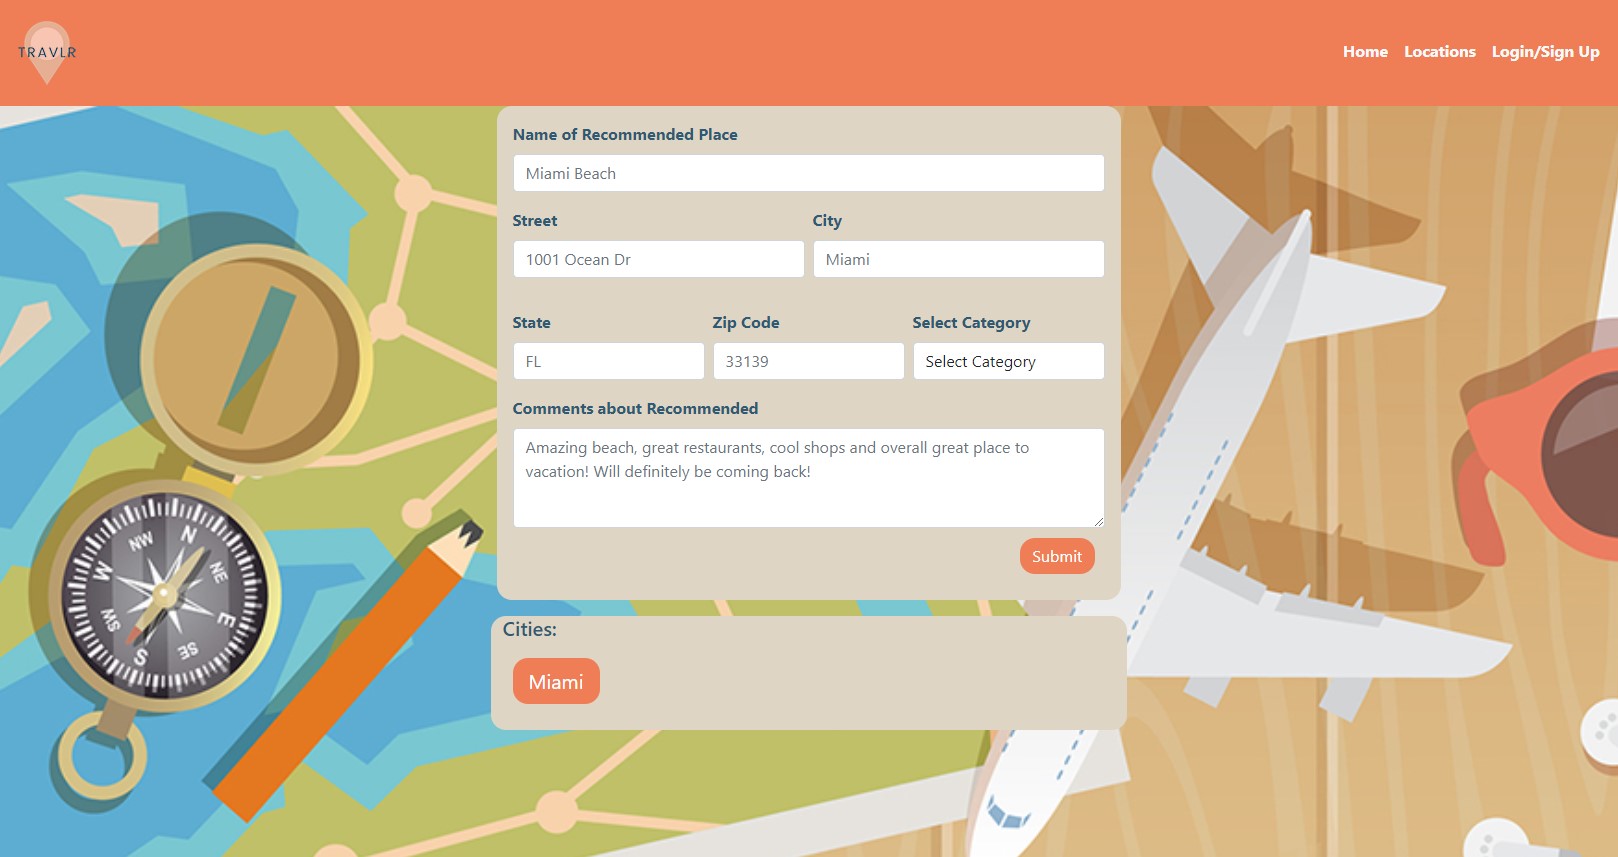 TRAVLR
Home Locations Login/Sign Up
Name of Recommended Place
Miami Beach
Street City
1001 Ocean Dr Miami
State Zip Code Select Category
FL 33139 Select Category
Comments about Recommended
Amazing beach, great restaurants, cool shops and overall great place to
vacation! Will definitely be coming back!
Submit
Cities:
Miami
N
NE
E
SE
S
SW
W
NW